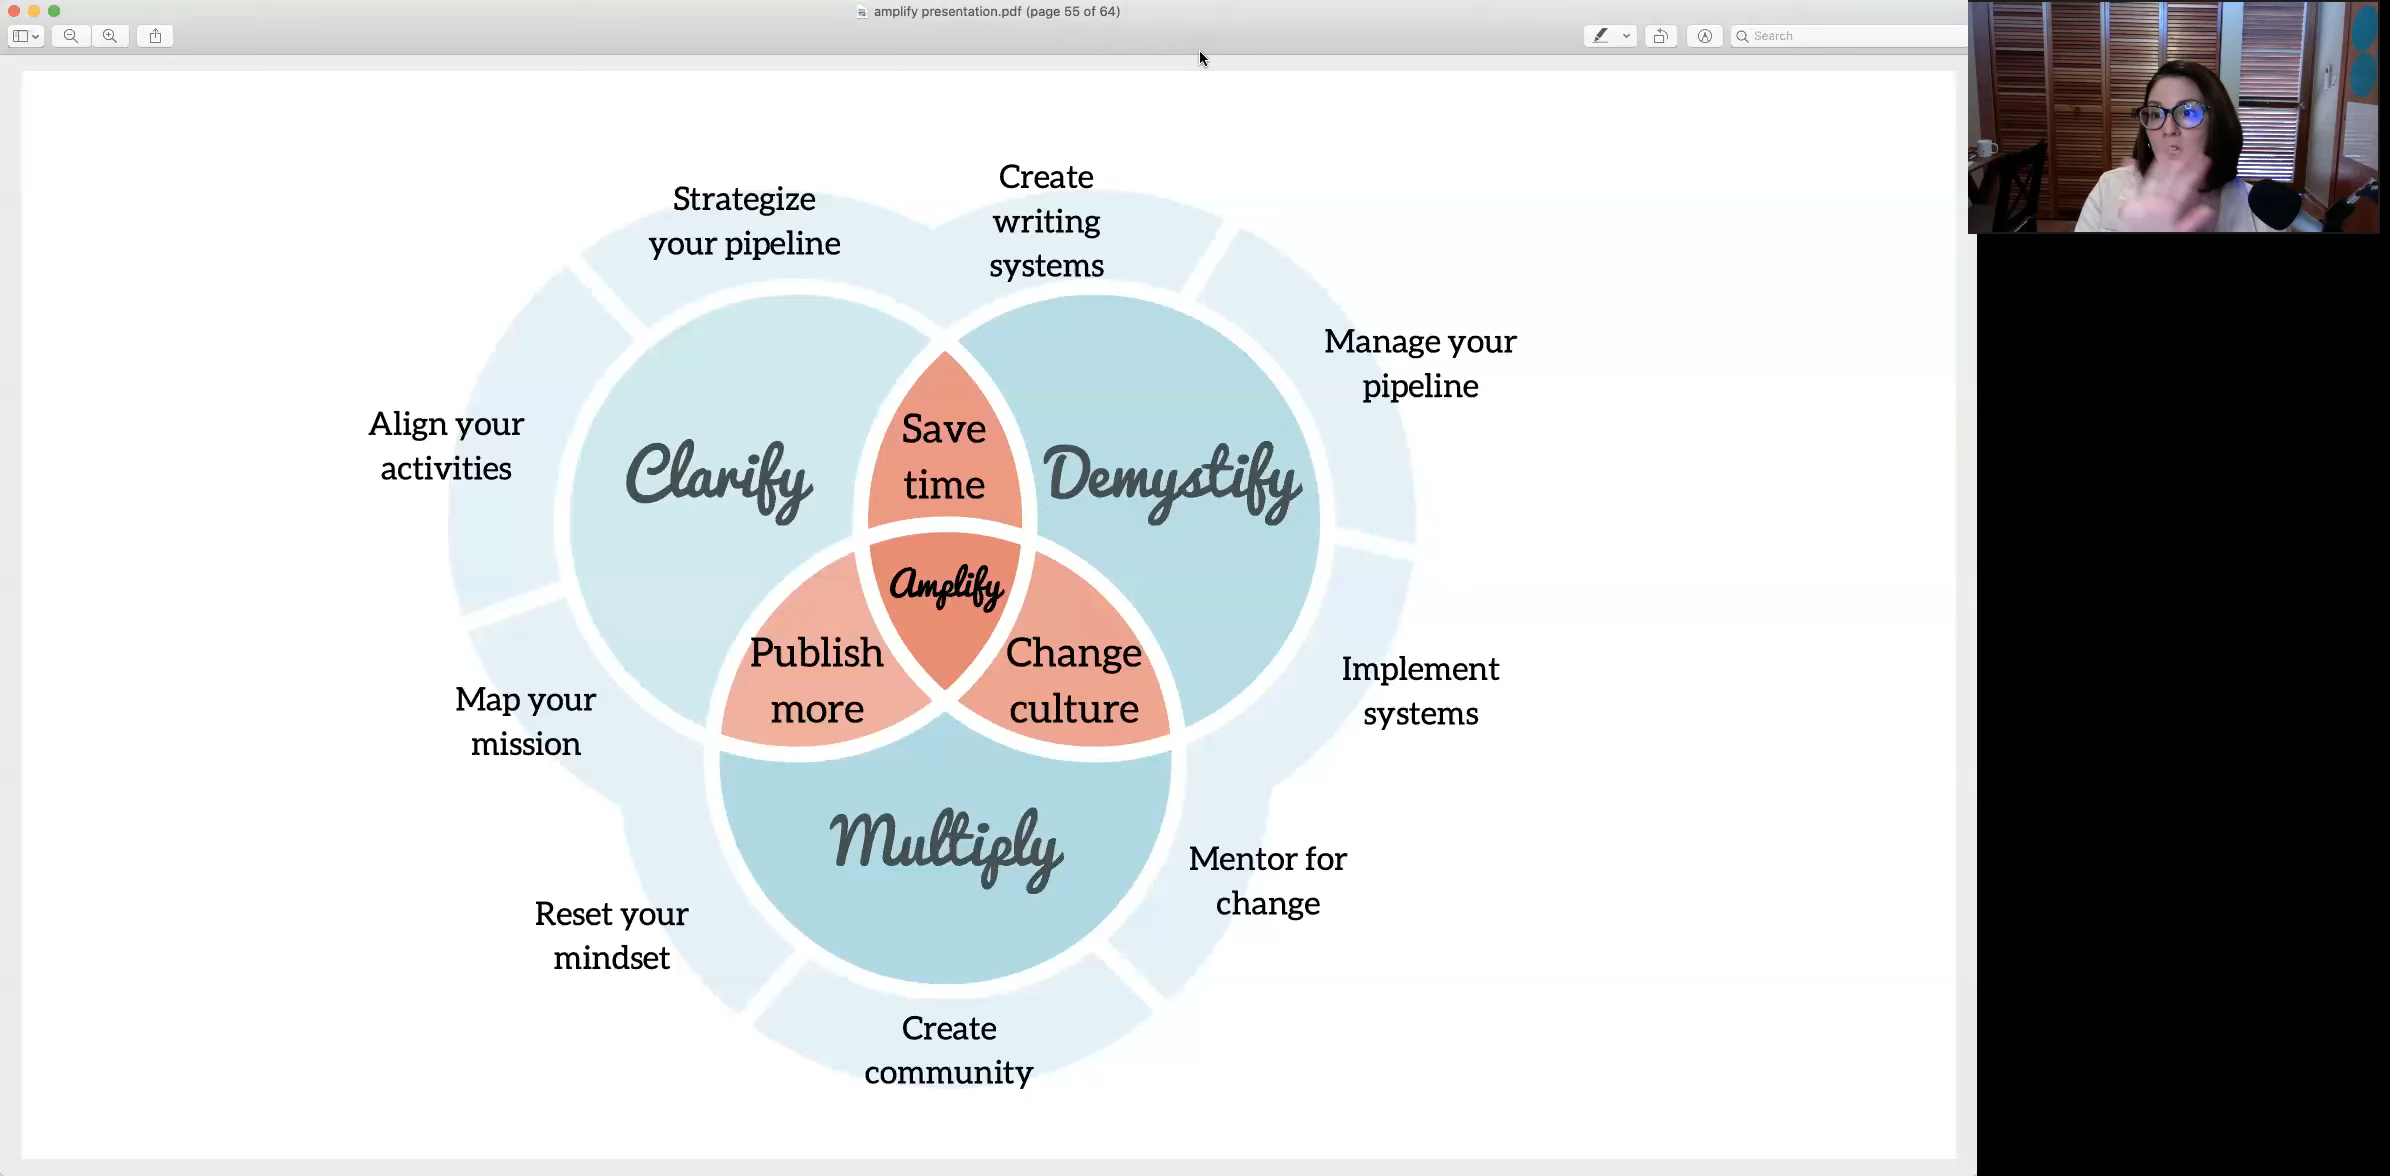 amplify presentation.pdf (page 55 of 64)
Search
Strategize
your pipeline
Create
writing
systems
Manage your
pipeline
Align your
activities
Clarify
Save
time
Demystify
Amplify
Publish
more
Change
culture
Implement
systems
Map your
mission
Multiply
Mentor for
change
Reset your
mindset
Create
community